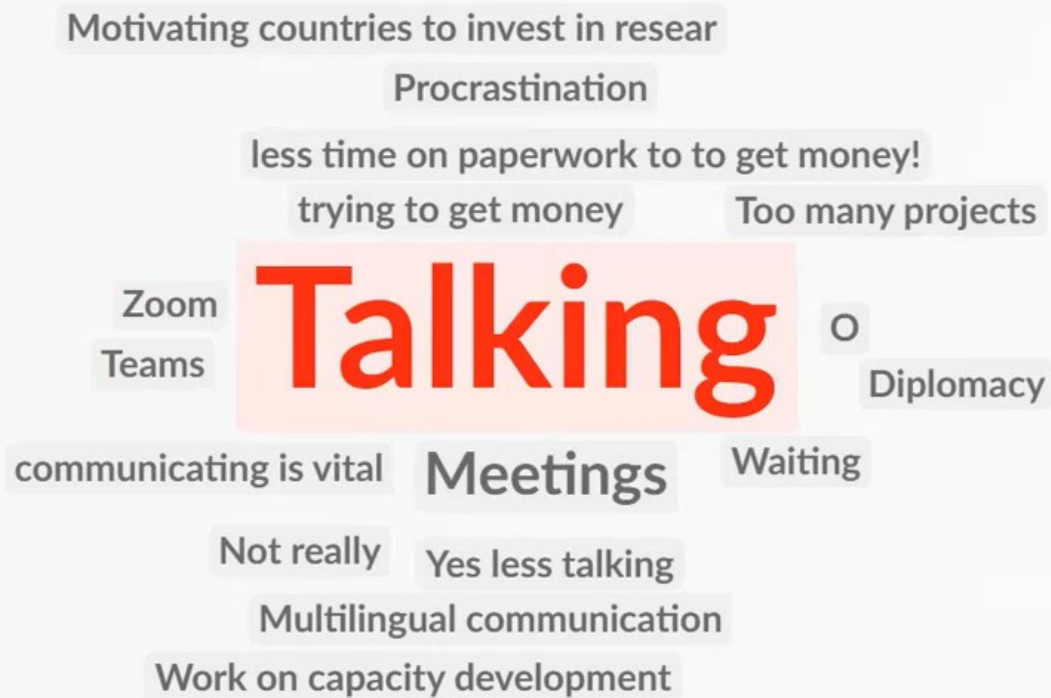 Motivating countries to invest in resear
Procrastination
less time on paperwork to to get money!
trying to get money
Too many projects
Zoom
Talking
O
Teams
Diplomacy
communicating is vital
Meetings
Waiting
Not really
Yes less talking
Multilingual communication
Work on capacity development